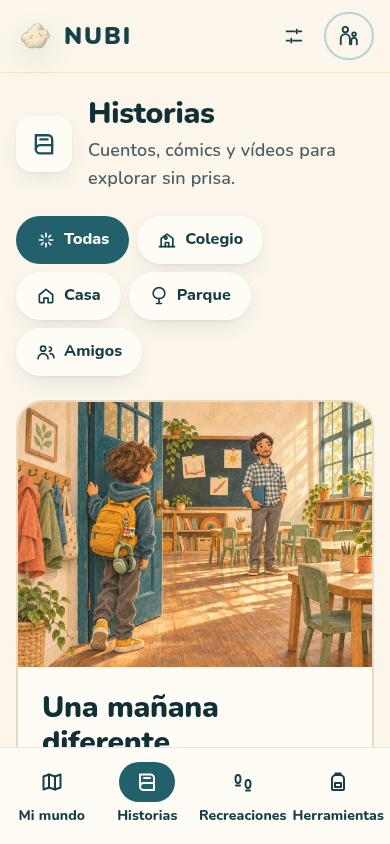 NUBI
Historias
Cuentos, cómics y vídeos para
explorar sin prisa.
Todas
Colegio
Casa
Parque
Amigos
Una mañana
diferente
Mi mundo
Historias
Recreaciones
Herramientas